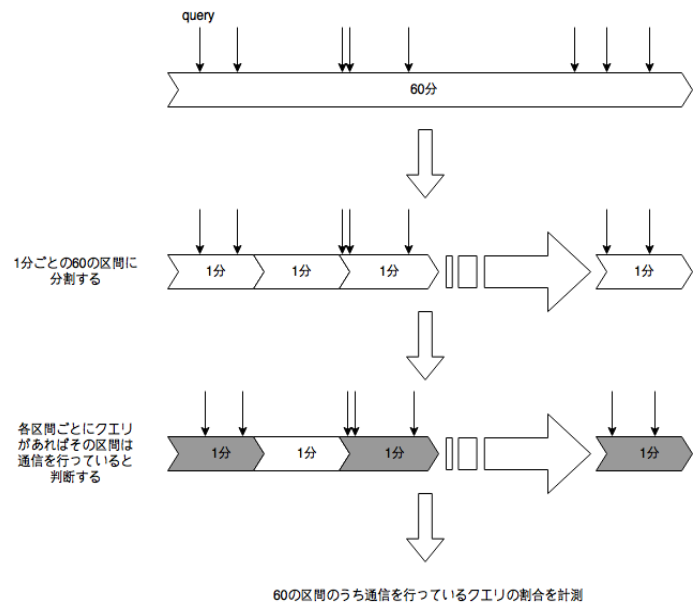 query
60分
1分ごとの60の区間に
分割する
1分
1分
1分
1分
各区間ごとにクエリ
があればその区間は
通信を行っていると
判断する
1分
1分
1分
1分
60の区間のうち通信を行っているクエリの割合を計測